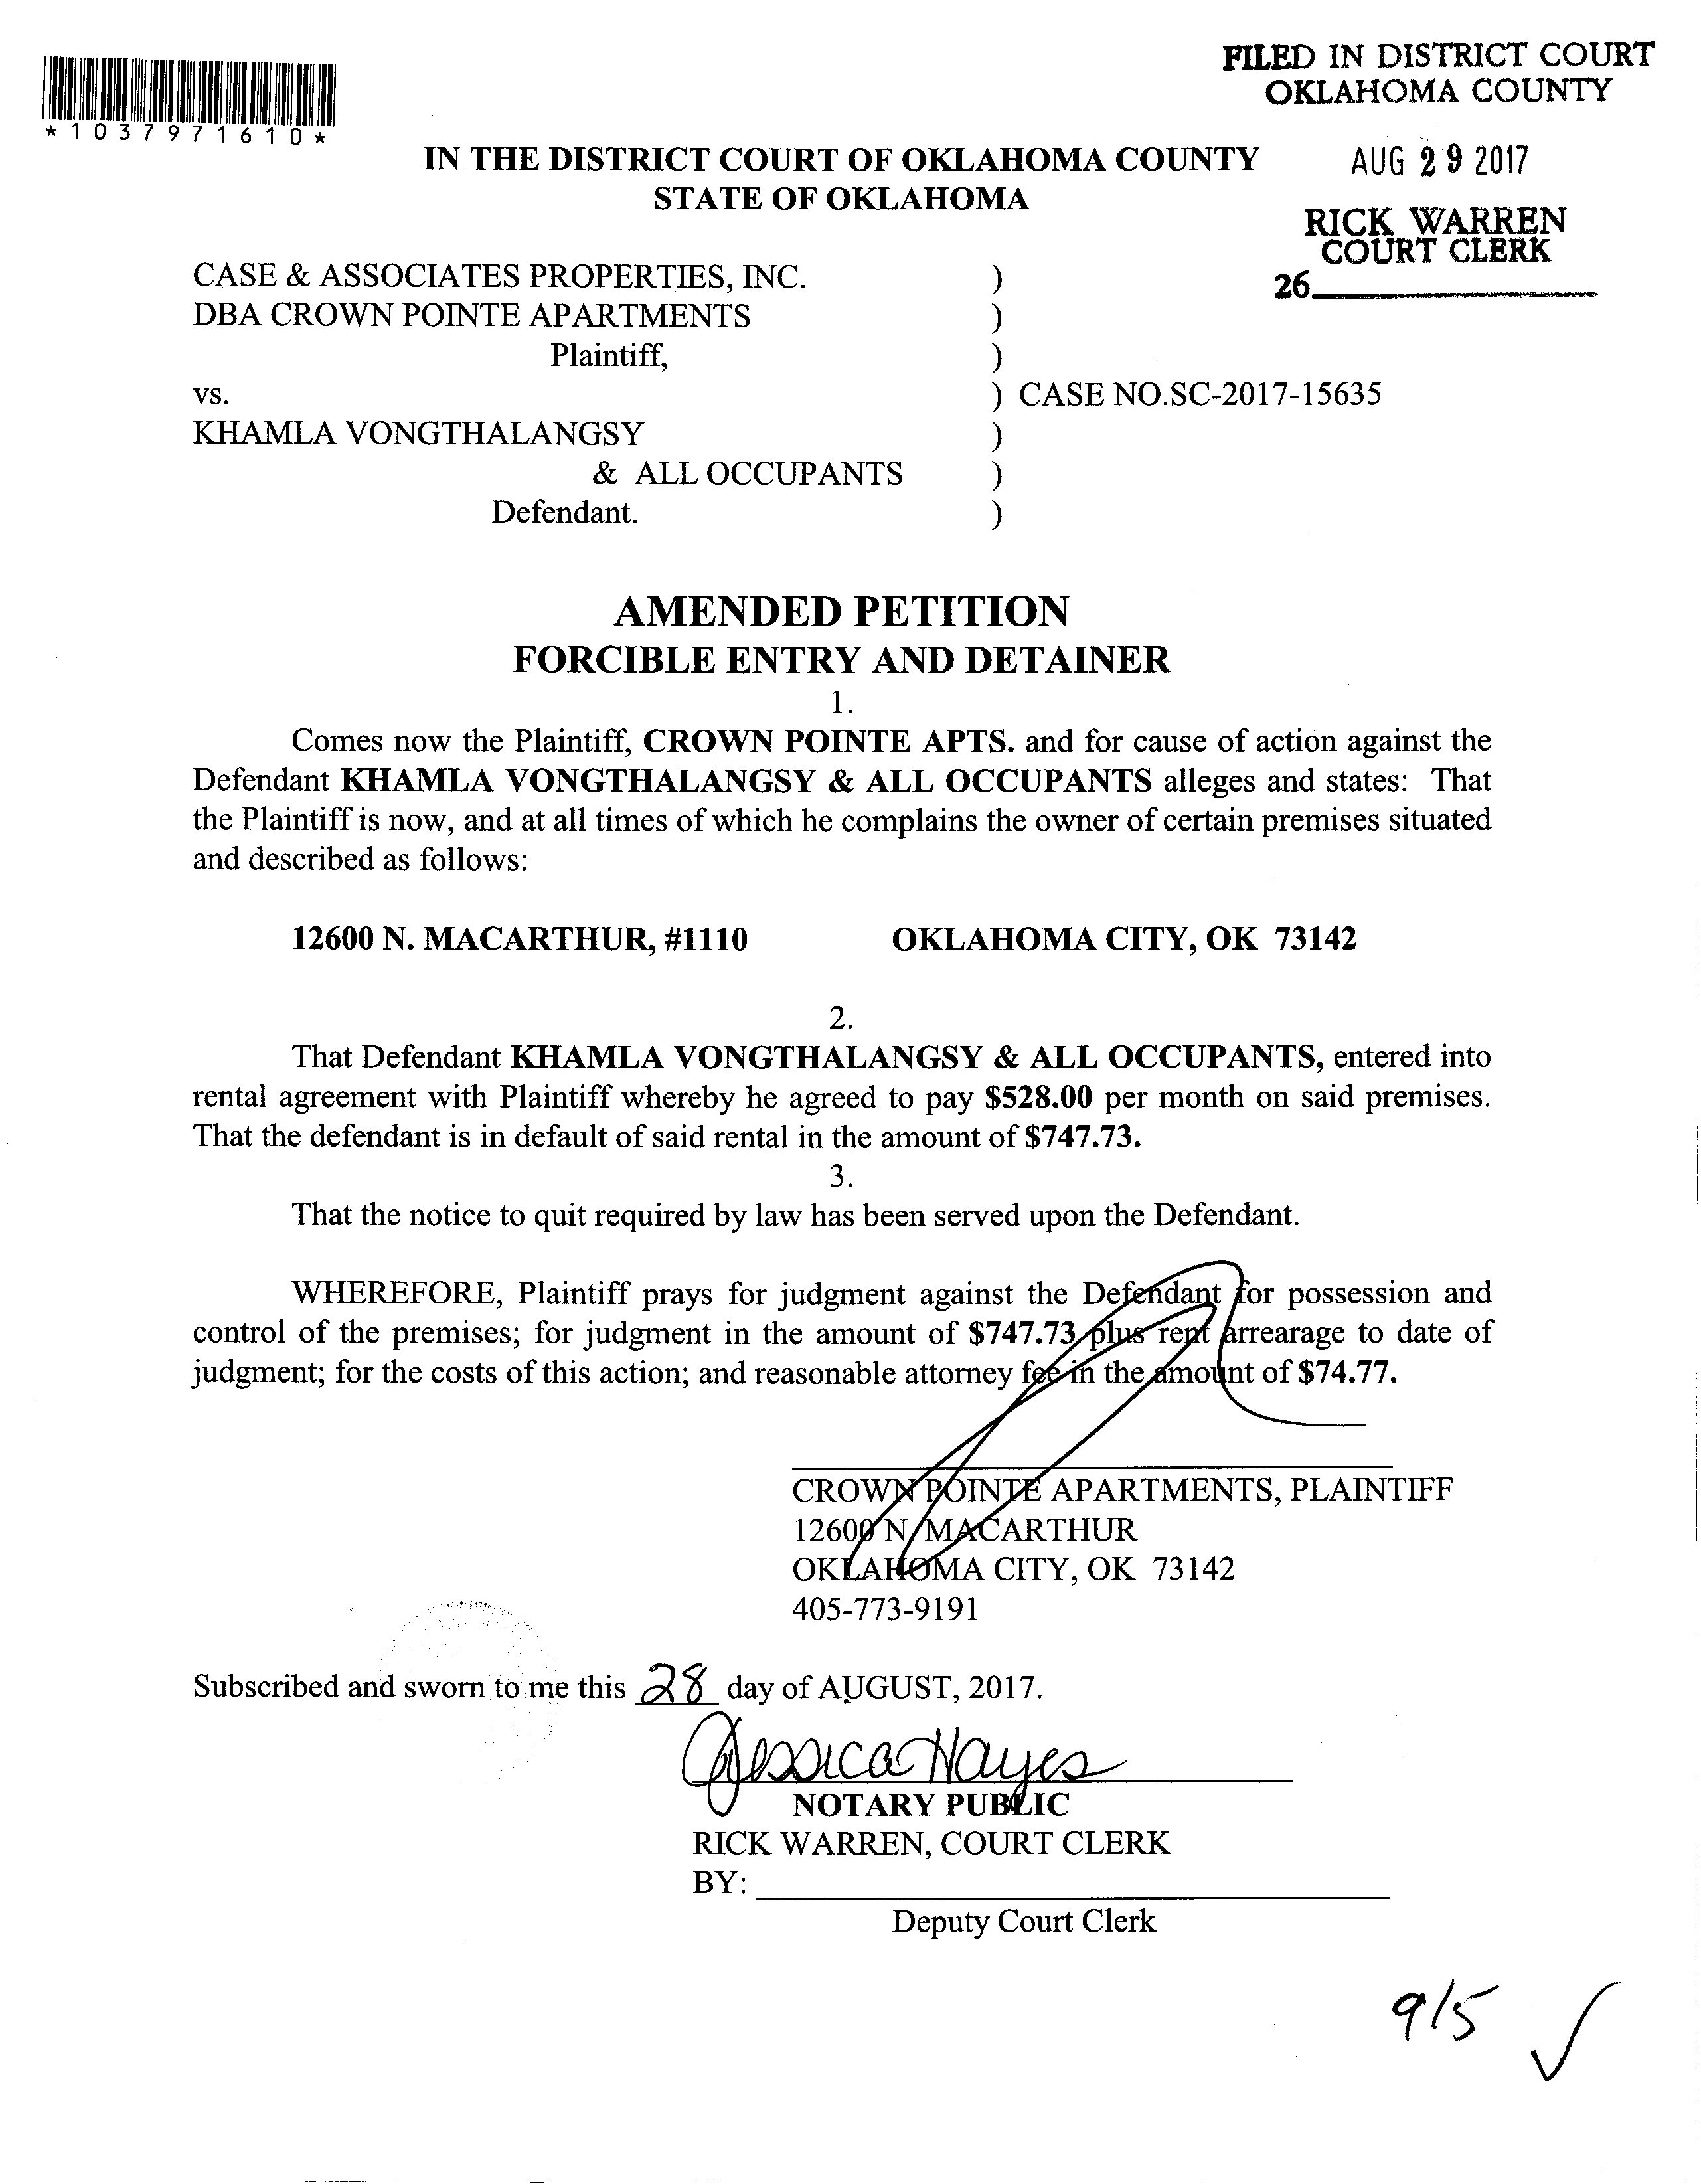 FILED IN DISTRICT COURT
OKLAHOMA COUNTY
*1037971610*
IN THE DISTRICT COURT OF OKLAHOMA COUNTY
STATE OF OKLAHOMA
AUG 29 2017
RICK WARREN
COURT CLERK
26
CASE & ASSOCIATES PROPERTIES, INC. )
DBA CROWN POINTE APARTMENTS )
Plaintiff, )
vs. ) CASE NO.SC-2017-15635
KHAMLA VONGTHALANGSY )
& ALL OCCUPANTS )
Defendant. )
AMENDED PETITION
FORCIBLE ENTRY AND DETAINER
1.
Comes now the Plaintiff, CROWN POINTE APTS. and for cause of action against the
Defendant KHAMLA VONGTHALANGSY & ALL OCCUPANTS alleges and states: That
the Plaintiff is now, and at all times of which he complains the owner of certain premises situated
and described as follows:
12600 N. MACARTHUR, #1110 OKLAHOMA CITY, OK 73142
2.
That Defendant KHAMLA VONGTHALANGSY & ALL OCCUPANTS, entered into
rental agreement with Plaintiff whereby he agreed to pay $528.00 per month on said premises.
That the defendant is in default of said rental in the amount of $747.73.
3.
That the notice to quit required by law has been served upon the Defendant.
WHEREFORE, Plaintiff prays for judgment against the Defendant for possession and
control of the premises; for judgment in the amount of $747.73 plus rent arrearage to date of
judgment; for the costs of this action; and reasonable attorney fee in the amount of $74.77.
CROWN POINTE APARTMENTS, PLAINTIFF
12600 N. MACARTHUR
OKLAHOMA CITY, OK 73142
405-773-9191
Subscribed and sworn to me this 28 day of AUGUST, 2017.
Jessica Hayes
NOTARY PUBLIC
RICK WARREN, COURT CLERK
BY:
Deputy Court Clerk
9/5 ✓